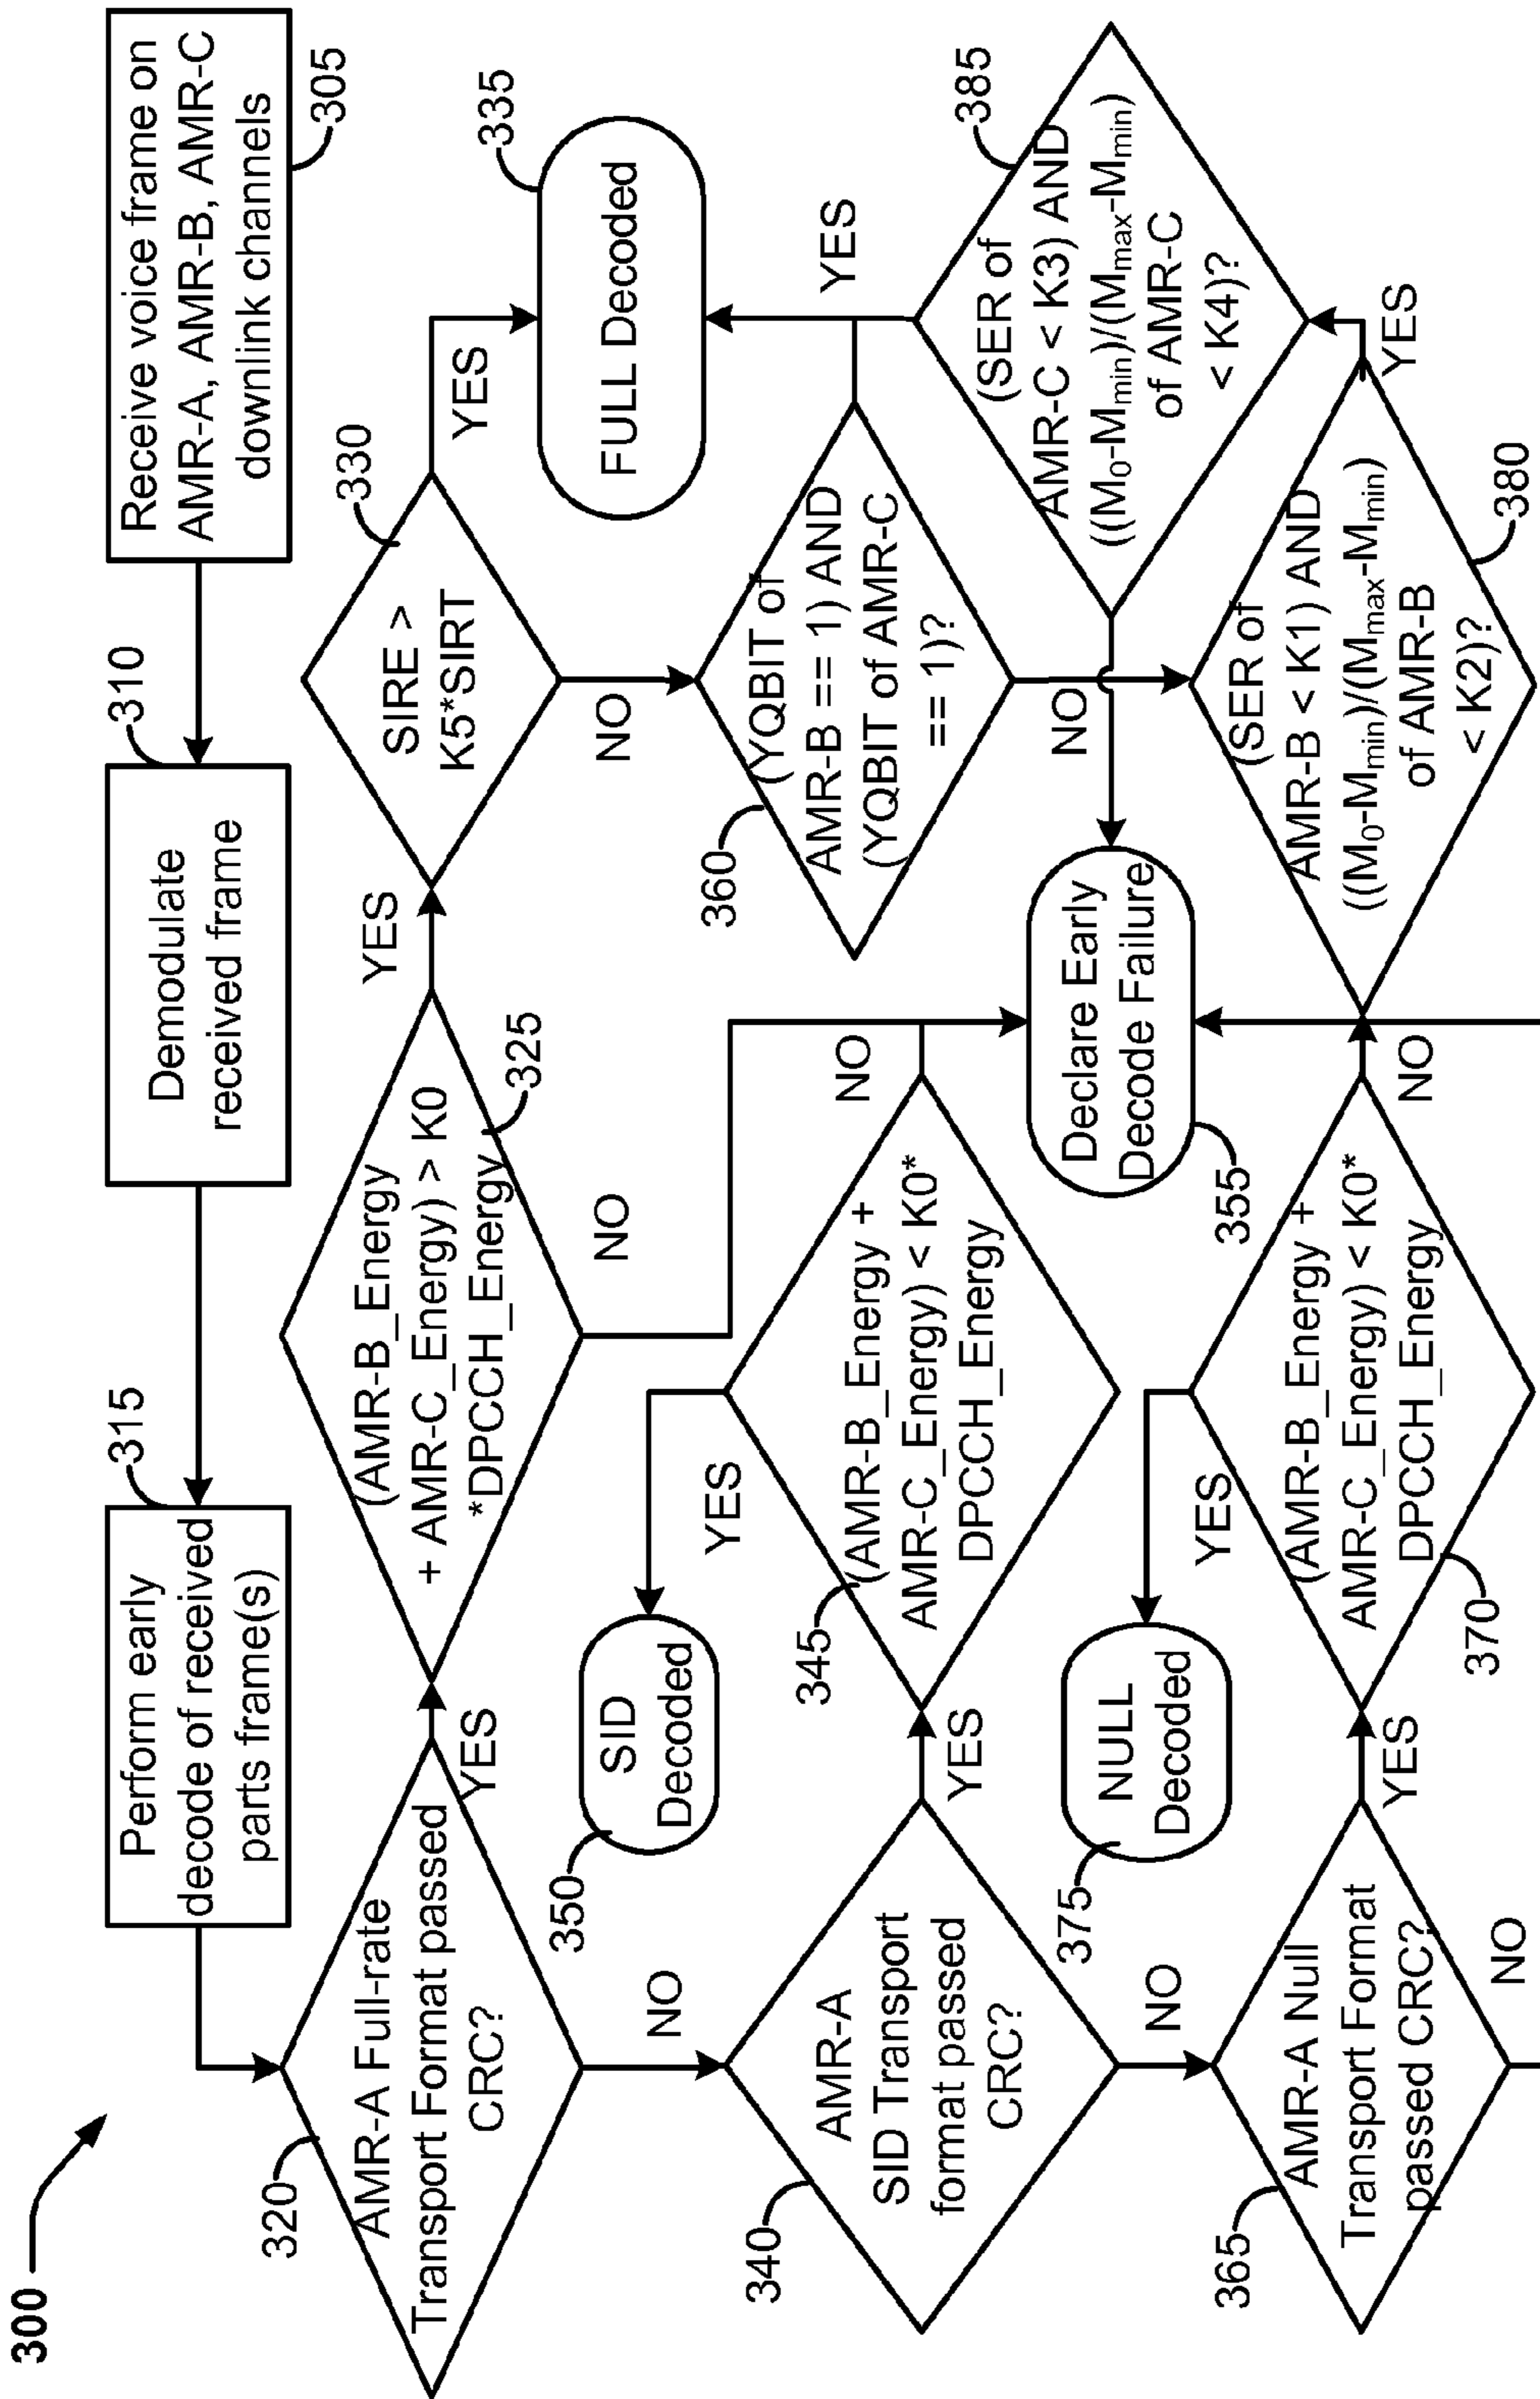 300
Receive voice frame on
AMR-A, AMR-B, AMR-C
downlink channels
305
310
Demodulate
received frame
315
Perform early
decode of received
parts frame(s)
320
AMR-A Full-rate
Transport Format passed
CRC?
YES
NO
(AMR-B_Energy
+ AMR-C_Energy) > K0
*DPCCH_Energy
325
YES
NO
330
SIRE >
K5*SIRT
YES
NO
335
FULL Decoded
340
AMR-A
SID Transport
format passed
CRC?
YES
NO
345
(AMR-B_Energy +
AMR-C_Energy) < K0*
DPCCH_Energy
YES
NO
350
SID
Decoded
355
Declare Early
Decode Failure
360
(YQBIT of
AMR-B == 1) AND
(YQBIT of AMR-C
== 1)?
YES
NO
365
AMR-A Null
Transport Format
passed CRC?
YES
NO
370
(AMR-B_Energy +
AMR-C_Energy) < K0*
DPCCH_Energy
YES
NO
375
NULL
Decoded
380
(SER of
AMR-B < K1) AND
((M0-Mmin)/(Mmax-Mmin)
of AMR-B
< K2)?
YES
385
(SER of
AMR-C < K3) AND
((M0-Mmin)/(Mmax-Mmin)
of AMR-C
< K4)?